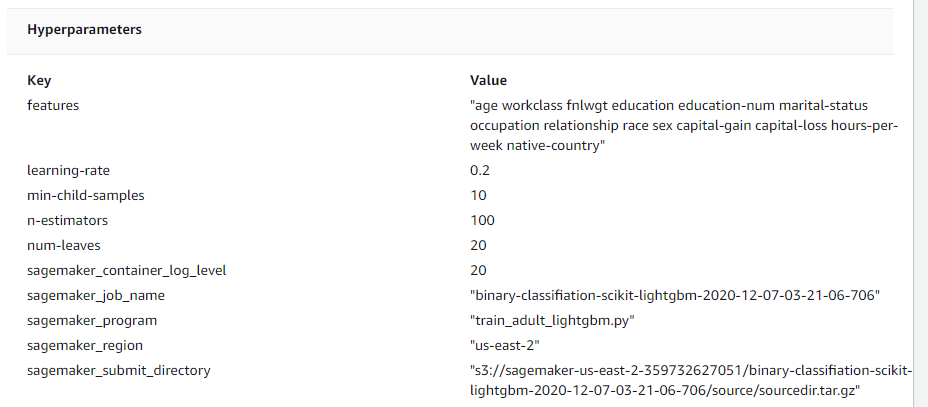 Hyperparameters
Key Value
features "age workclass fnlwgt education education-num marital-status
occupation relationship race sex capital-gain capital-loss hours-per-
week native-country"
learning-rate 0.2
min-child-samples 10
n-estimators 100
num-leaves 20
sagemaker_container_log_level 20
sagemaker_job_name "binary-classifiation-scikit-lightgbm-2020-12-07-03-21-06-706"
sagemaker_program "train_adult_lightgbm.py"
sagemaker_region "us-east-2"
sagemaker_submit_directory "s3://sagemaker-us-east-2-359732627051/binary-classifiation-scikit-
lightgbm-2020-12-07-03-21-06-706/source/sourcedir.tar.gz"